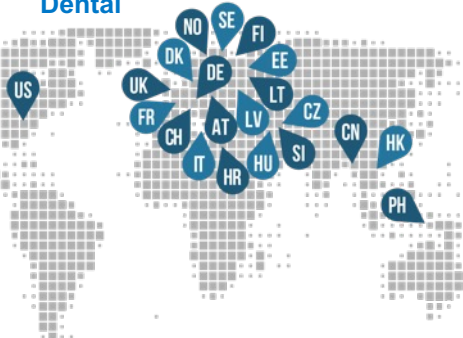 Dental
NO
SE
FI
DK
DE
EE
US
UK
LT
FR
CH
AT
LV
CZ
CN
HK
IT
HR
HU
SI
PH